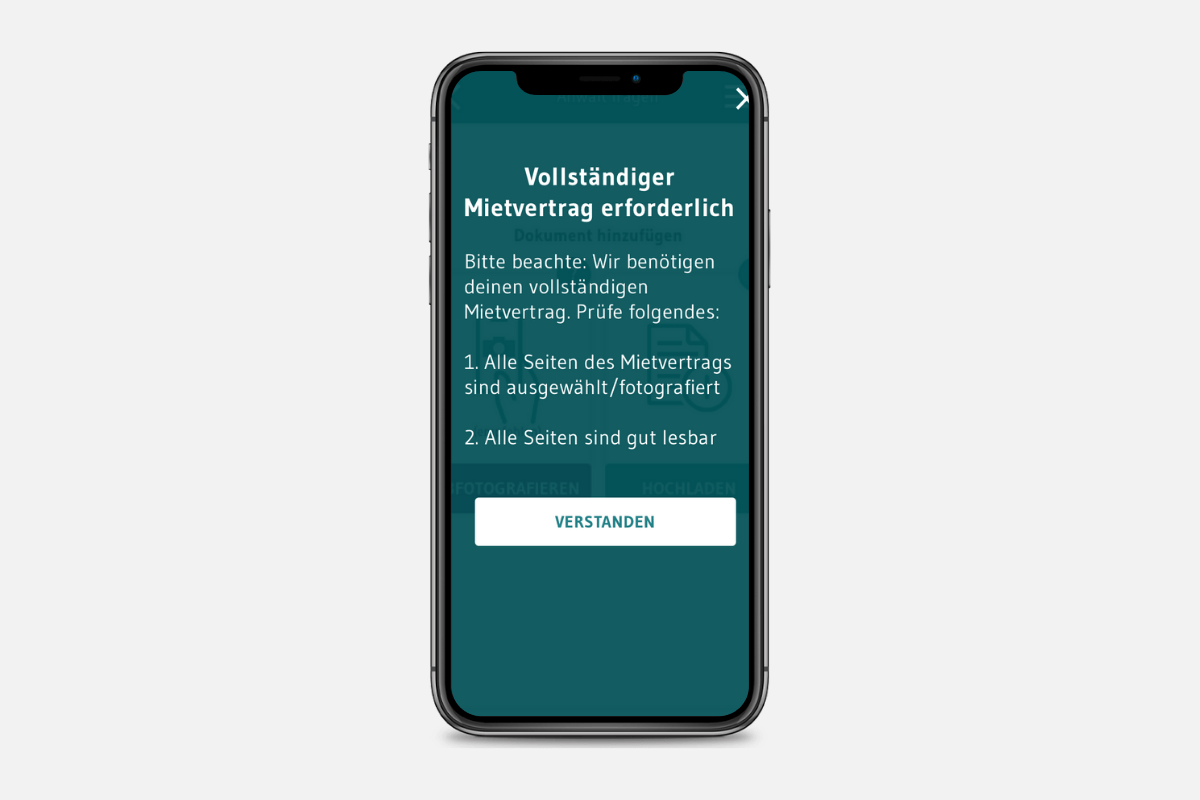 Vollständiger
Mietvertrag erforderlich
Dokument hinzufügen
Bitte beachte: Wir benötigen
deinen vollständigen
Mietvertrag. Prüfe folgendes:
1. Alle Seiten des Mietvertrags
sind ausgewählt/fotografiert
2. Alle Seiten sind gut lesbar
FOTOGRAFIEREN
HOCHLADEN
VERSTANDEN